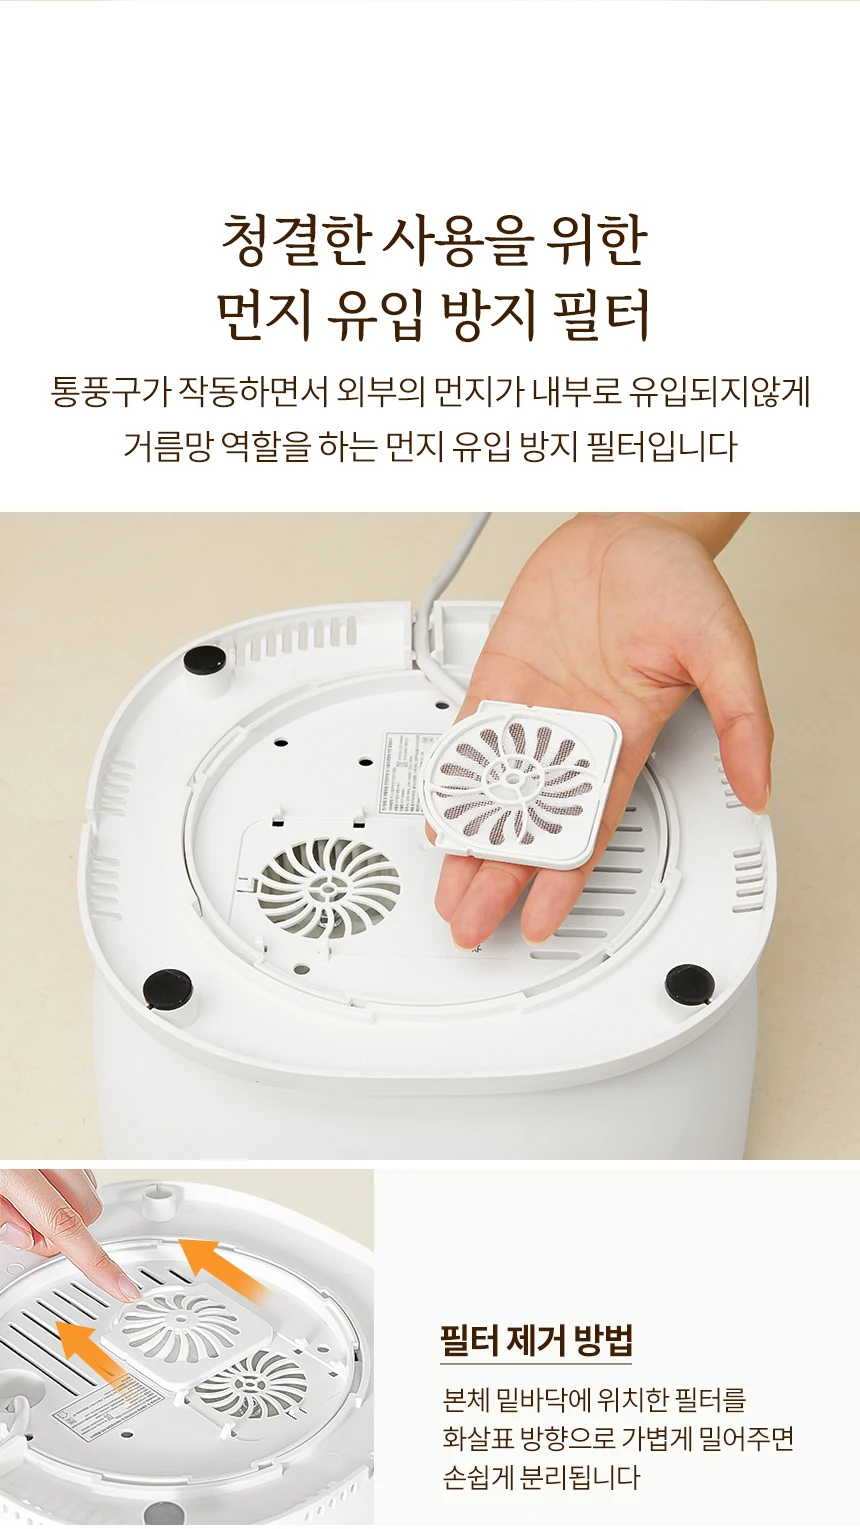 청결한 사용을 위한
먼지 유입 방지 필터
통풍구가 작동하면서 외부의 먼지가 내부로 유입되지않게
거름망 역할을 하는 먼지 유입 방지 필터입니다
필터 제거 방법
본체 밑바닥에 위치한 필터를
화살표 방향으로 가볍게 밀어주면
손쉽게 분리됩니다